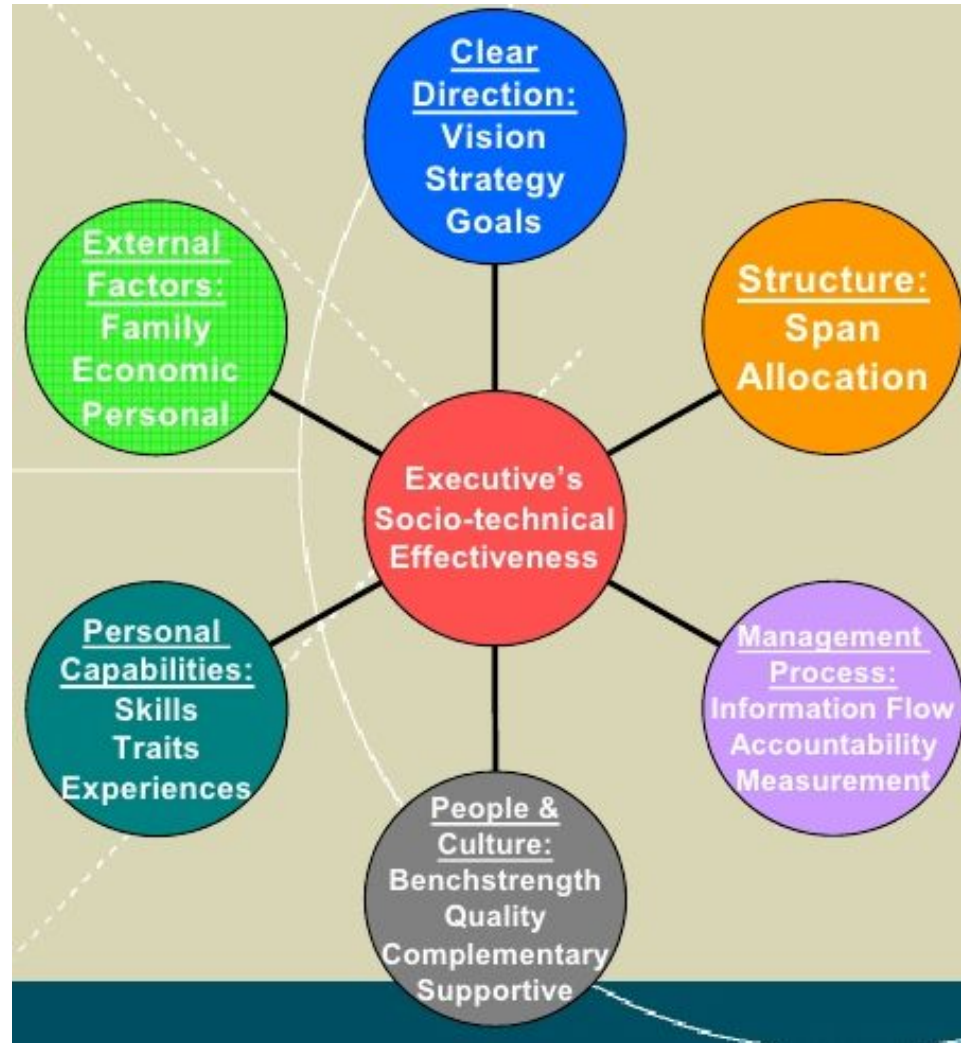 Clear
Direction:
Vision
Strategy
Goals
External
Factors:
Family
Economic
Personal
Structure:
Span
Allocation
Executive's
Socio-technical
Effectiveness
Personal
Capabilities:
Skills
Traits
Experiences
Management
Process:
Information Flow
Accountability
Measurement
People &
Culture:
Benchstrength
Quality
Complementary
Supportive